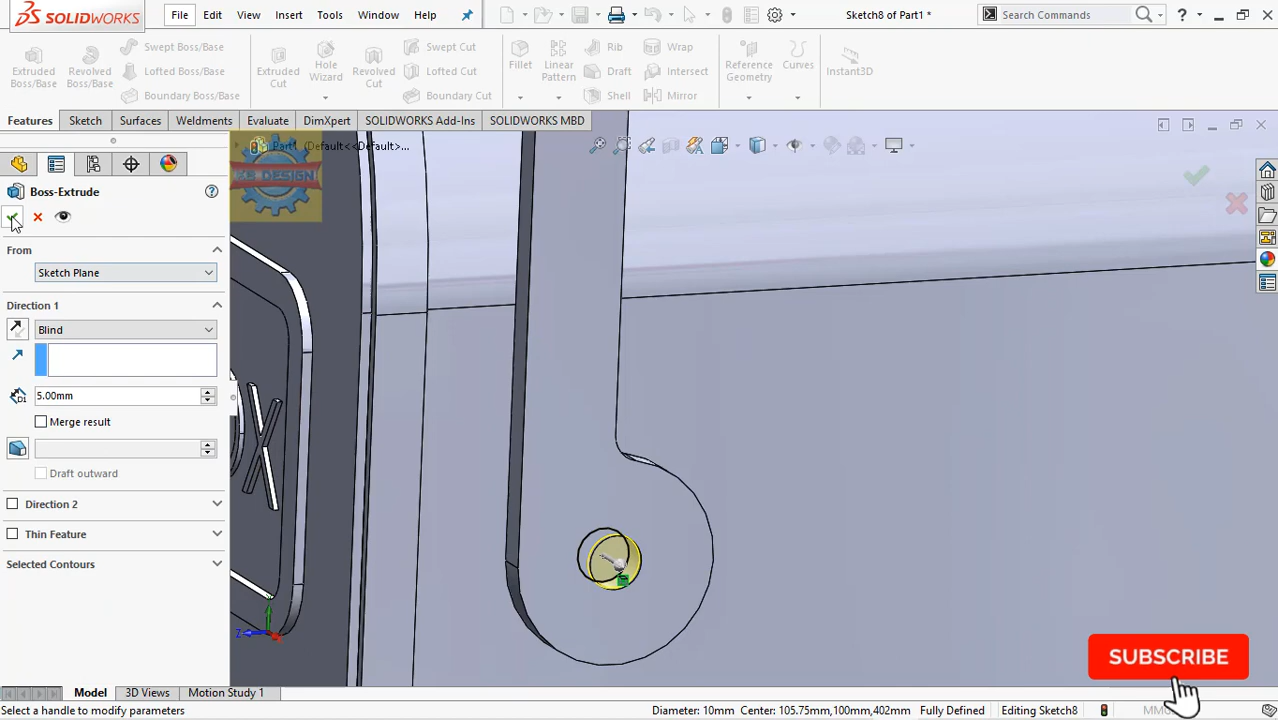 SOLIDWORKS
File Edit View Insert Tools Window Help
Sketch8 of Part1 *
Search Commands
Extruded Boss/Base
Revolved Boss/Base
Swept Boss/Base
Lofted Boss/Base
Boundary Boss/Base
Extruded Cut
Hole Wizard
Revolved Cut
Swept Cut
Lofted Cut
Boundary Cut
Fillet
Linear Pattern
Rib
Draft
Shell
Wrap
Intersect
Mirror
Reference Geometry
Curves
Instant3D
Features Sketch Surfaces Weldments Evaluate DimXpert SOLIDWORKS Add-Ins SOLIDWORKS MBD
Part1 (Default<<Default>...
DESIGN
Boss-Extrude
From
Sketch Plane
Direction 1
Blind
5.00mm
Merge result
Draft outward
Direction 2
Thin Feature
Selected Contours
X
Z
SUBSCRIBE
Model 3D Views Motion Study 1
Select a handle to modify parameters
Diameter: 10mm Center: 105.75mm,100mm,402mm Fully Defined Editing Sketch8